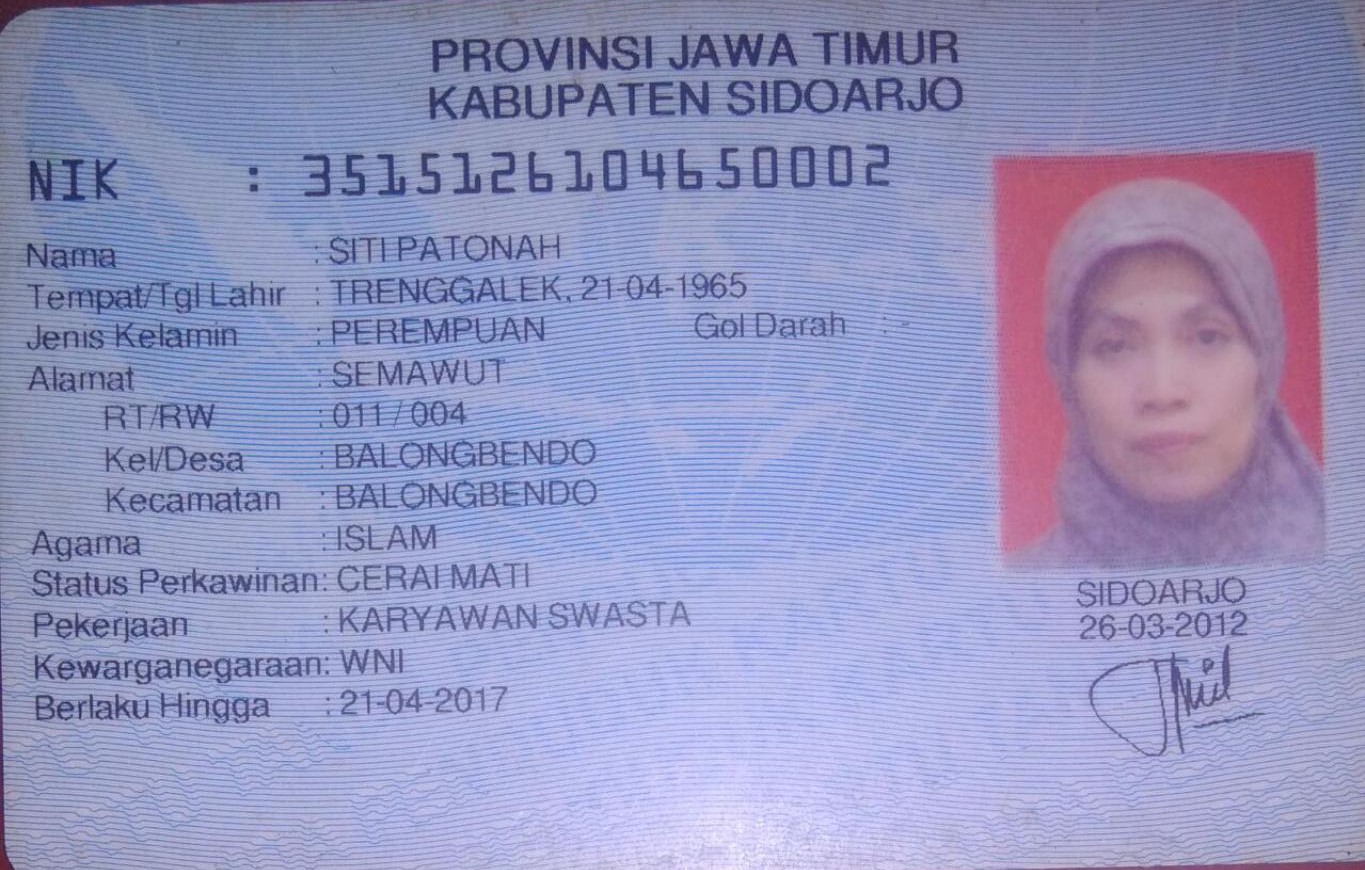 PROVINSI JAWA TIMUR
KABUPATEN SIDOARJO
NIK : 3515126104650002
Nama : SITI PATONAH
Tempat/Tgl Lahir : TRENGGALEK, 21-04-1965
Jenis Kelamin : PEREMPUAN Gol Darah : -
Alamat : SEMAWUT
RT/RW : 011 / 004
Kel/Desa : BALONGBENDO
Kecamatan : BALONGBENDO
Agama : ISLAM
Status Perkawinan: CERAI MATI
Pekerjaan : KARYAWAN SWASTA
Kewarganegaraan: WNI
Berlaku Hingga : 21-04-2017
SIDOARJO
26-03-2012